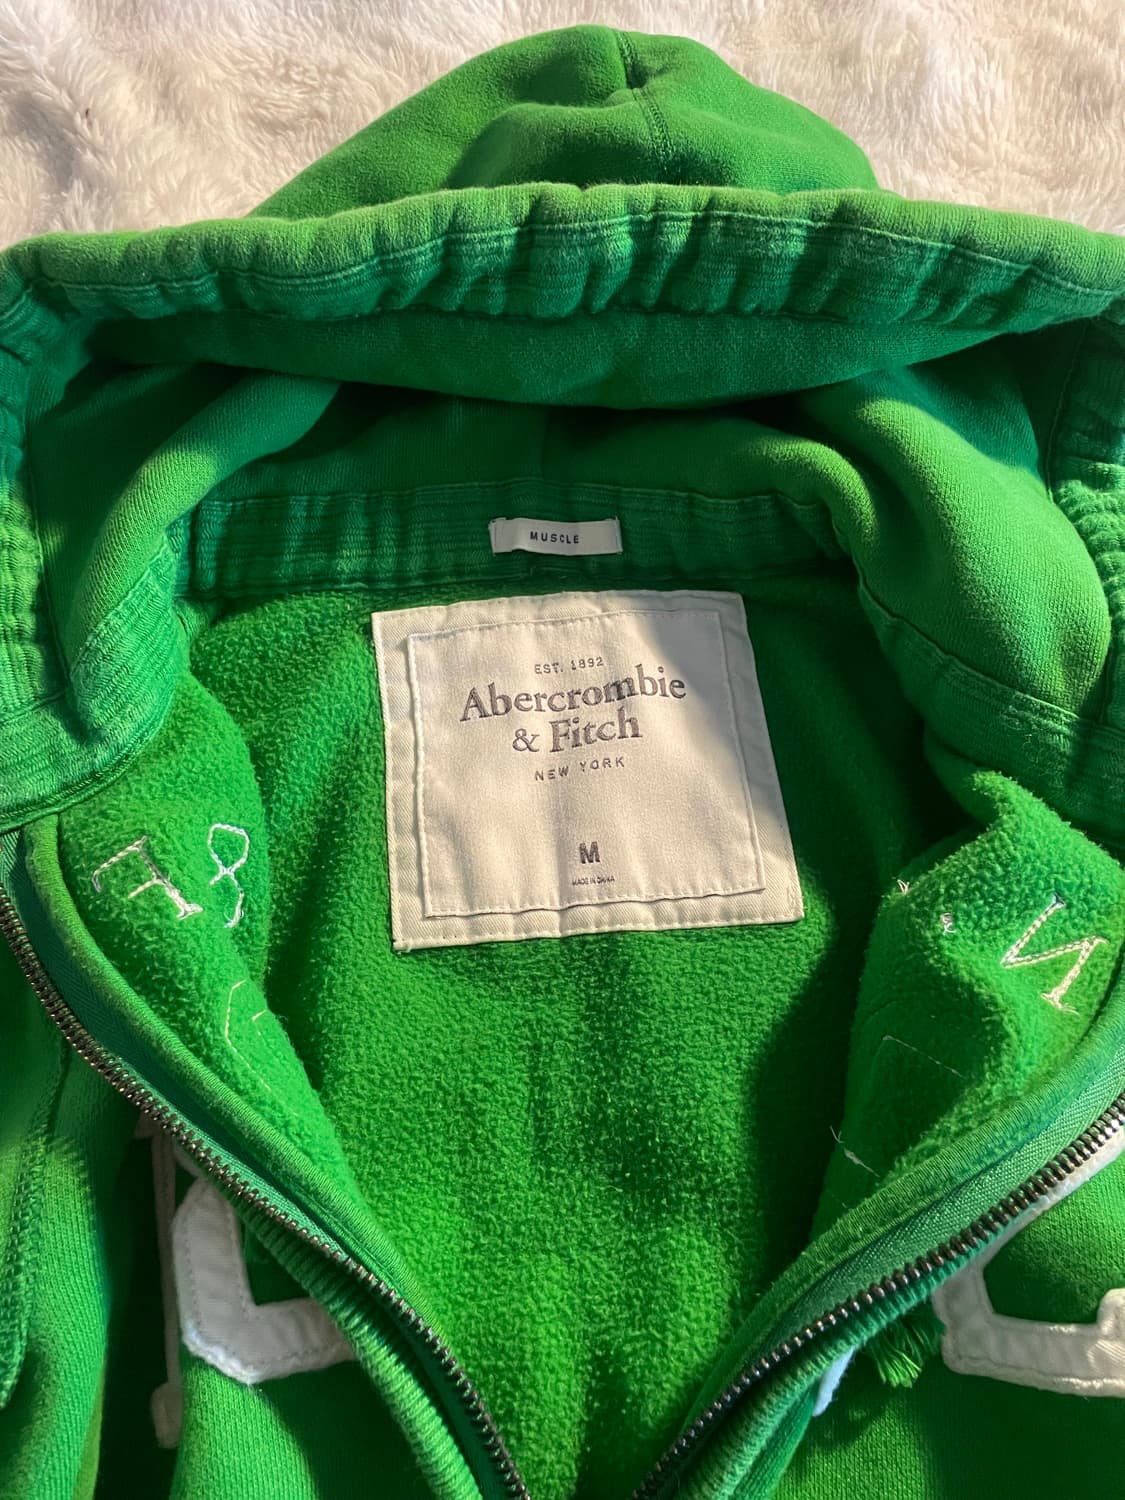 MUSCLE
EST. 1892
Abercrombie
& Fitch
NEW YORK
M
MADE IN CHINA